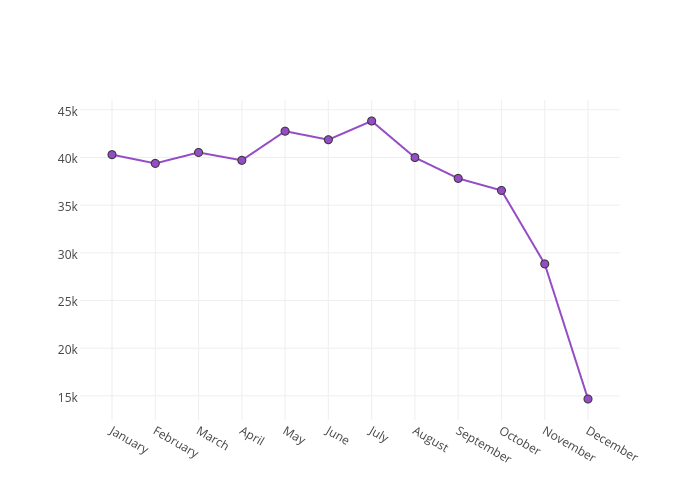 45k
40k
35k
30k
25k
20k
15k
January
February
March
April
May
June
July
August
September
October
November
December